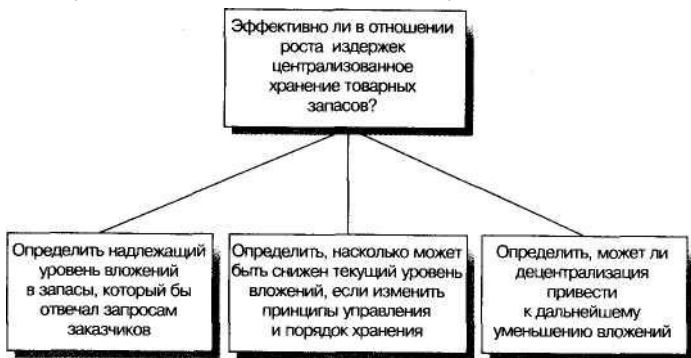 Эффективно ли в отношении
роста издержек
централизованное
хранение товарных
запасов?
Определить надлежащий
уровень вложений
в запасы, который бы
отвечал запросам
заказчиков
Определить, насколько может
быть снижен текущий уровень
вложений, если изменить
принципы управления
и порядок хранения
Определить, может ли
децентрализация
привести
к дальнейшему
уменьшению вложений